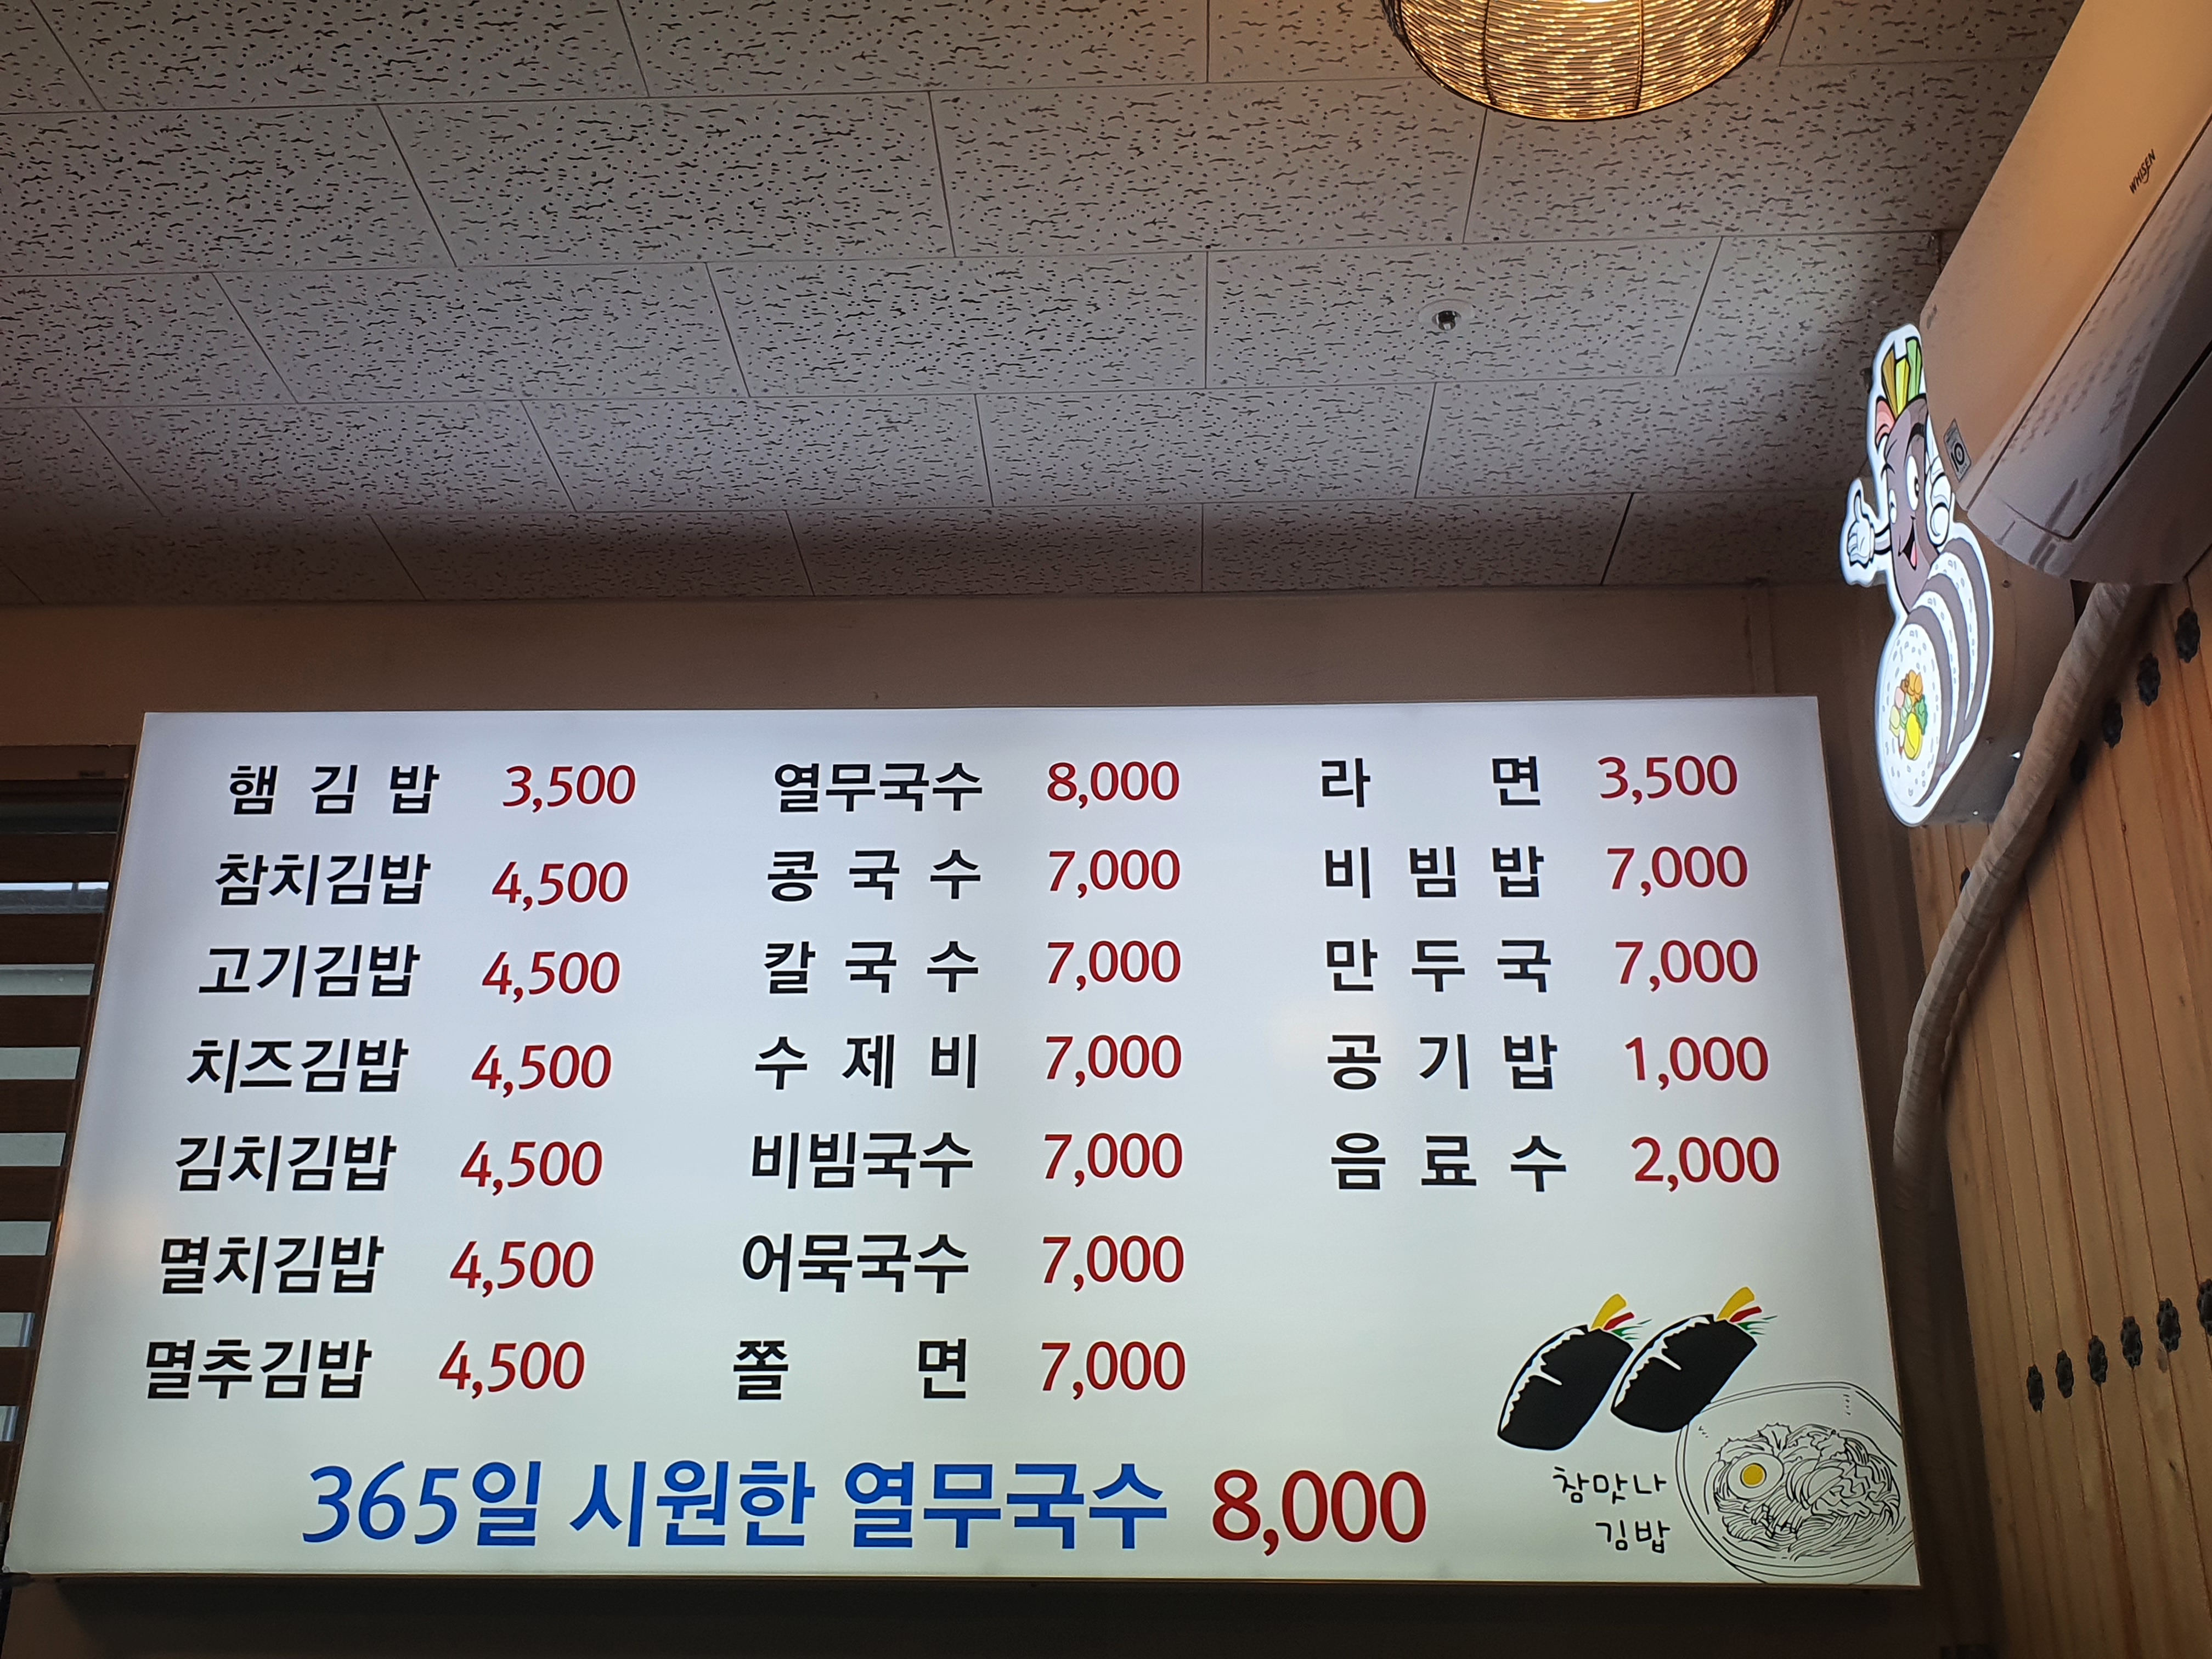 WHISEN
햄 김 밥 3,500 열무국수 8,000 라 면 3,500
참치김밥 4,500 콩 국 수 7,000 비 빔 밥 7,000
고기김밥 4,500 칼 국 수 7,000 만 두 국 7,000
치즈김밥 4,500 수 제 비 7,000 공 기 밥 1,000
김치김밥 4,500 비빔국수 7,000 음 료 수 2,000
멸치김밥 4,500 어묵국수 7,000
멸추김밥 4,500 쫄 면 7,000
365일 시원한 열무국수 8,000
참맛나
김밥